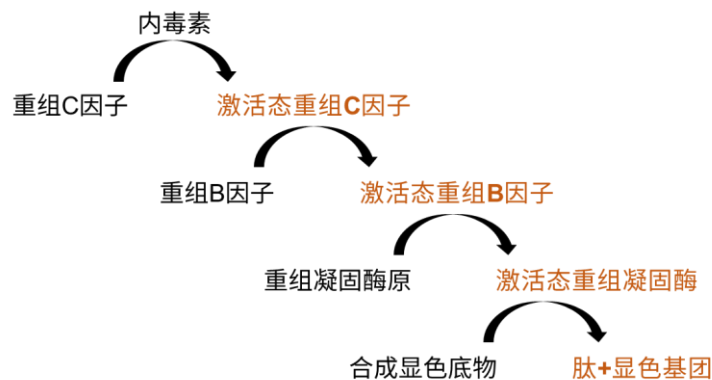 内毒素
重组C因子 激活态重组C因子
重组B因子 激活态重组B因子
重组凝固酶原 激活态重组凝固酶
合成显色底物 肽+显色基团